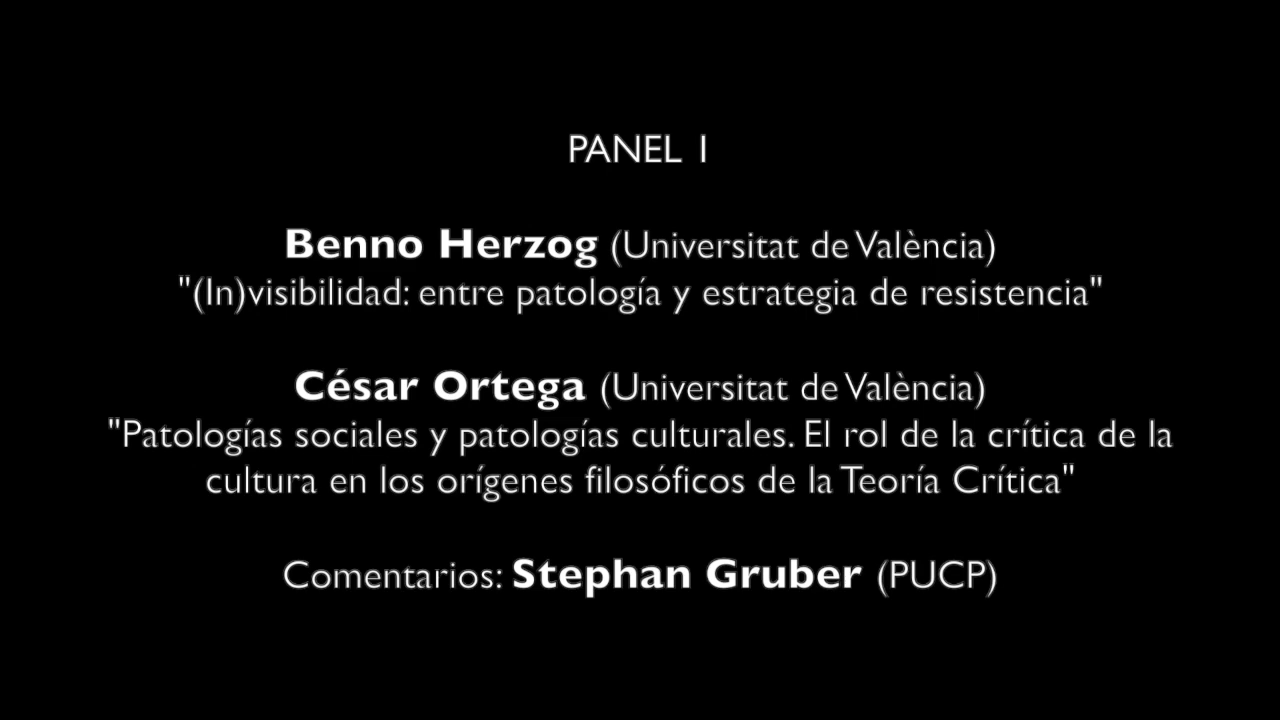 PANEL 1
Benno Herzog (Universitat de València)
"(In)visibilidad: entre patología y estrategia de resistencia"
César Ortega (Universitat de València)
"Patologías sociales y patologías culturales. El rol de la crítica de la
cultura en los orígenes filosóficos de la Teoría Crítica"
Comentarios: Stephan Gruber (PUCP)